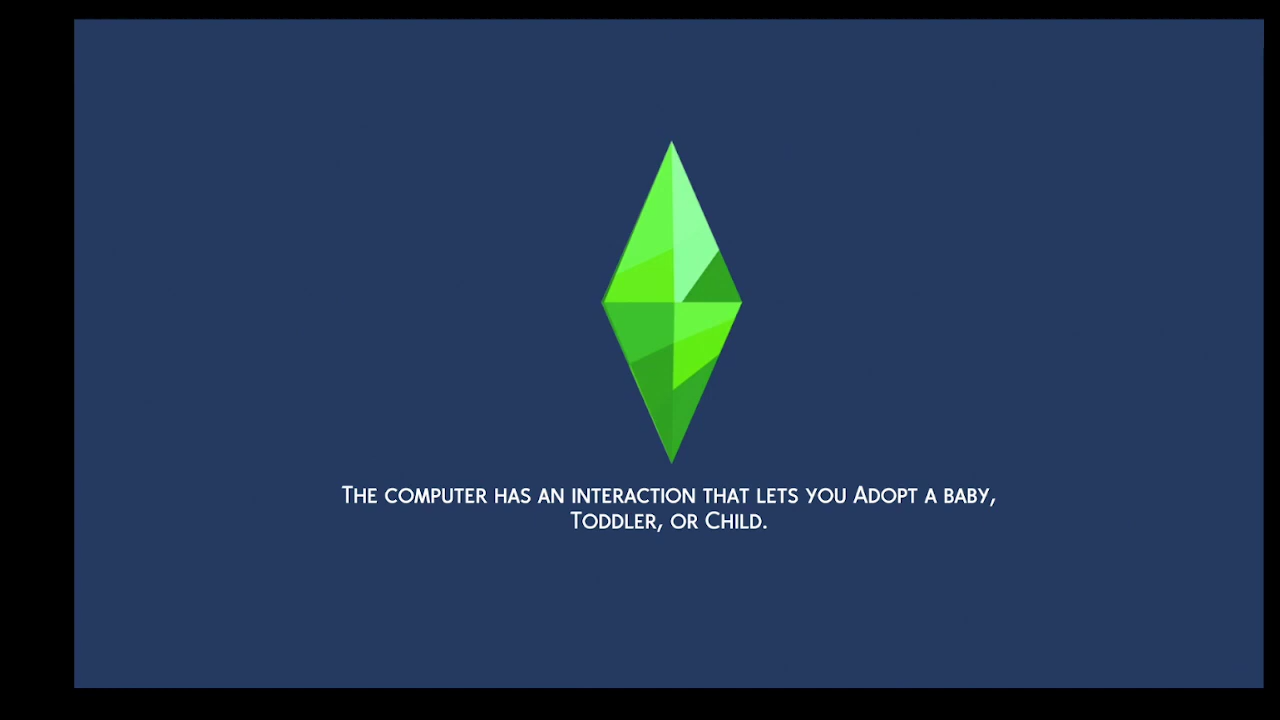 The computer has an interaction that lets you Adopt a baby,
Toddler, or Child.